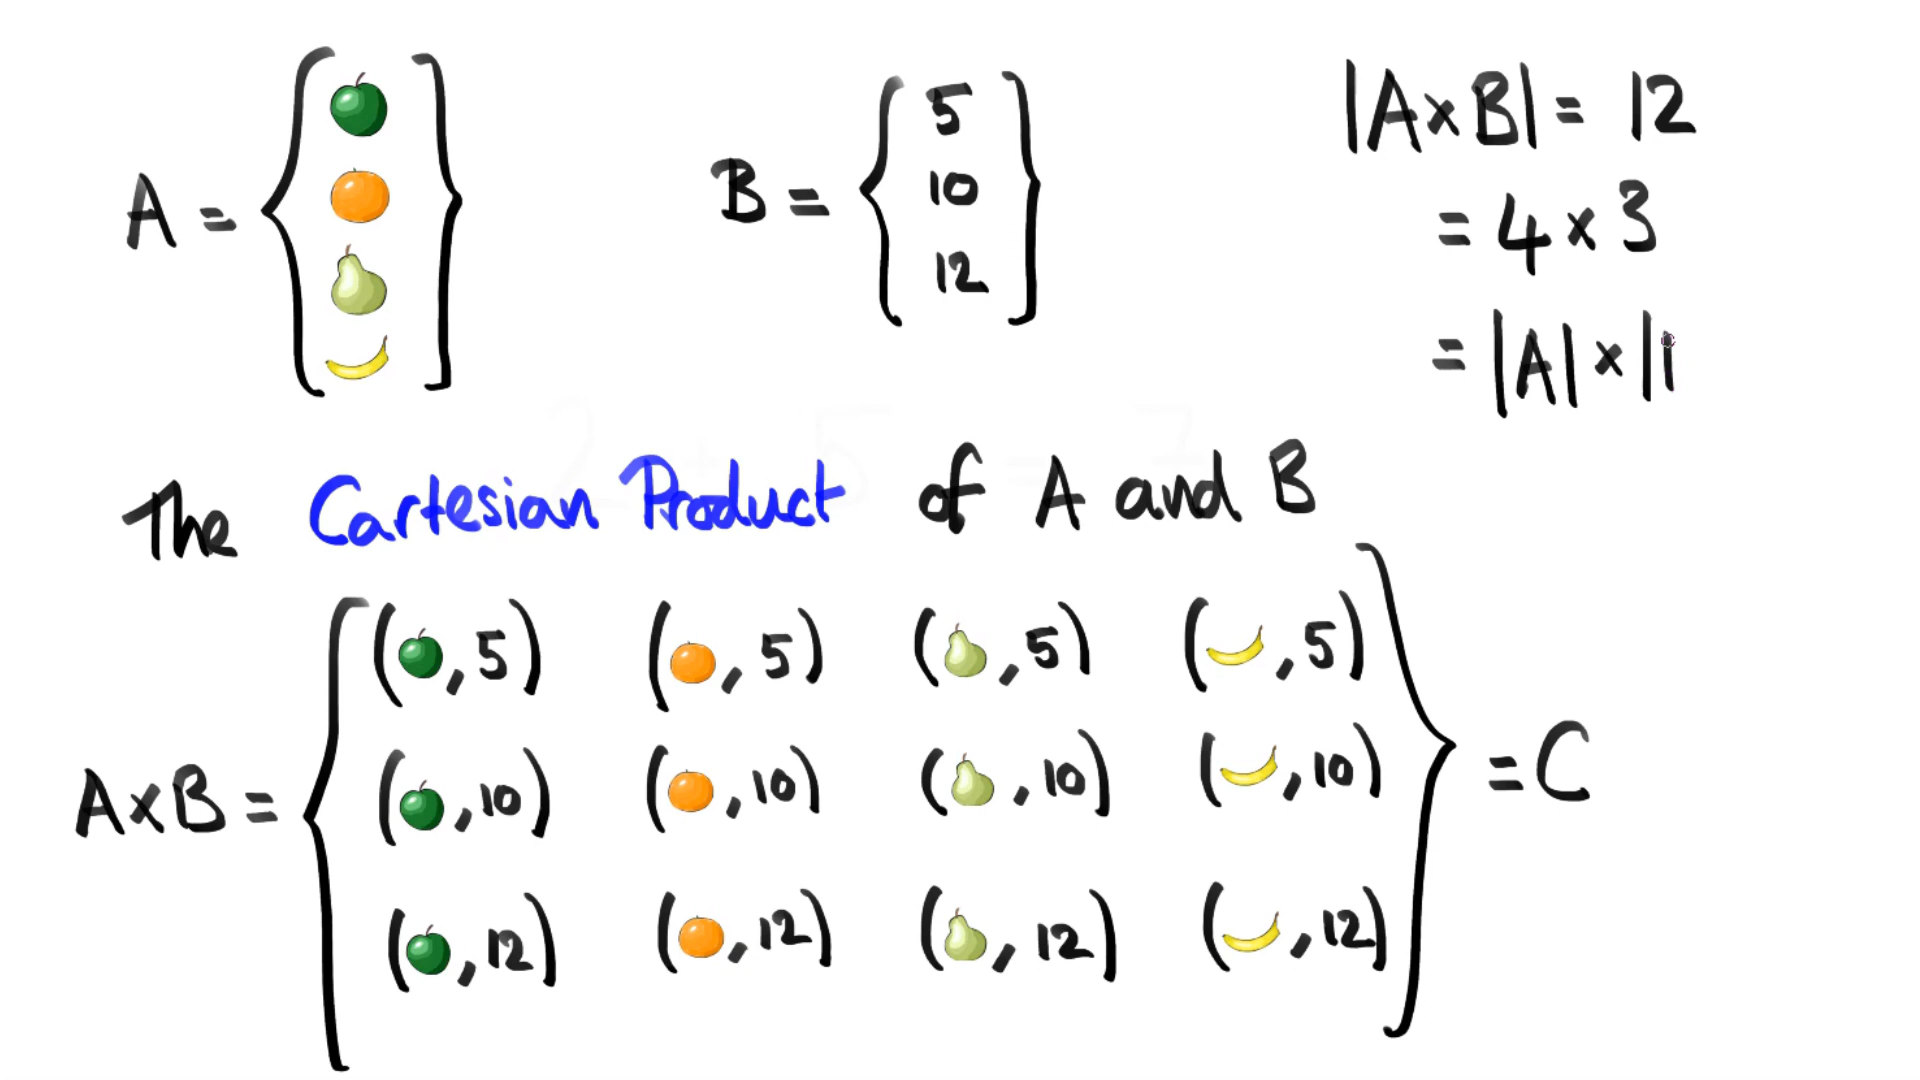 A = { }
B = { 5 10 12 }
|A×B| = 12
= 4 × 3
= |A| × |
The Cartesian Product of A and B
A×B = { ( , 5) ( , 5) ( , 5) ( , 5)
( , 10) ( , 10) ( , 10) ( , 10)
( , 12) ( , 12) ( , 12) ( , 12) } = C